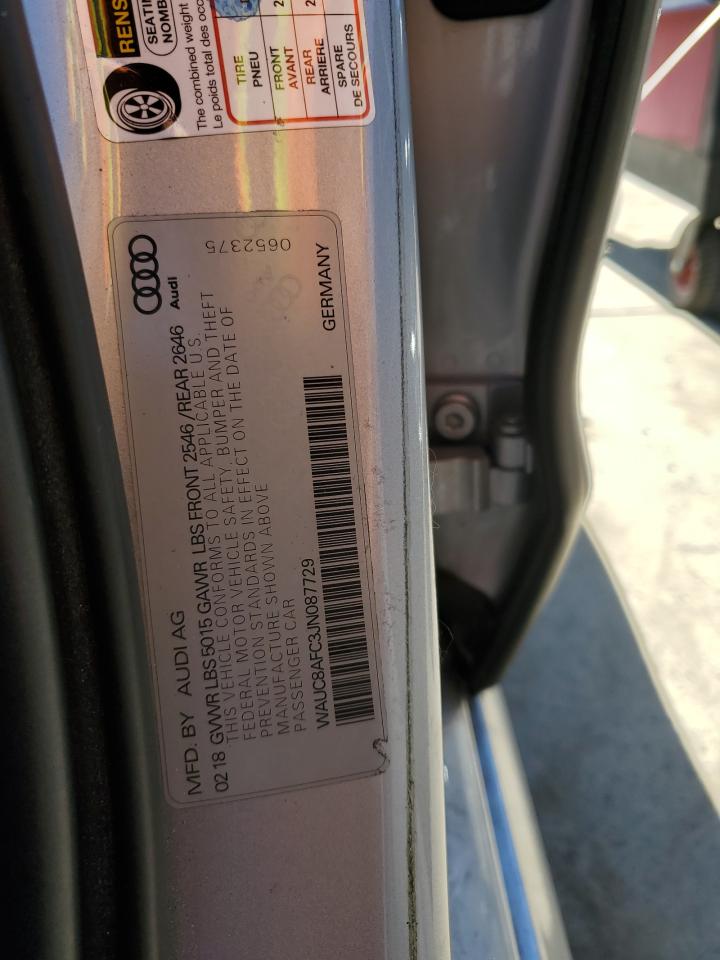 MFD. BY AUDI AG
Audi
02 18 GVWR LBS 5015 GAWR LBS FRONT 2546 / REAR 2646
THIS VEHICLE CONFORMS TO ALL APPLICABLE U.S.
FEDERAL MOTOR VEHICLE SAFETY, BUMPER AND THEFT
PREVENTION STANDARDS IN EFFECT ON THE DATE OF
MANUFACTURE SHOWN ABOVE
PASSENGER CAR
WAUC8AFC3JN087729
GERMANY
0652375
RENS
SEATIN
NOMB
The combined weight
Le poids total des occ
TIRE
PNEU
FRONT
AVANT
2
REAR
ARRIERE
2
SPARE
DE SECOURS